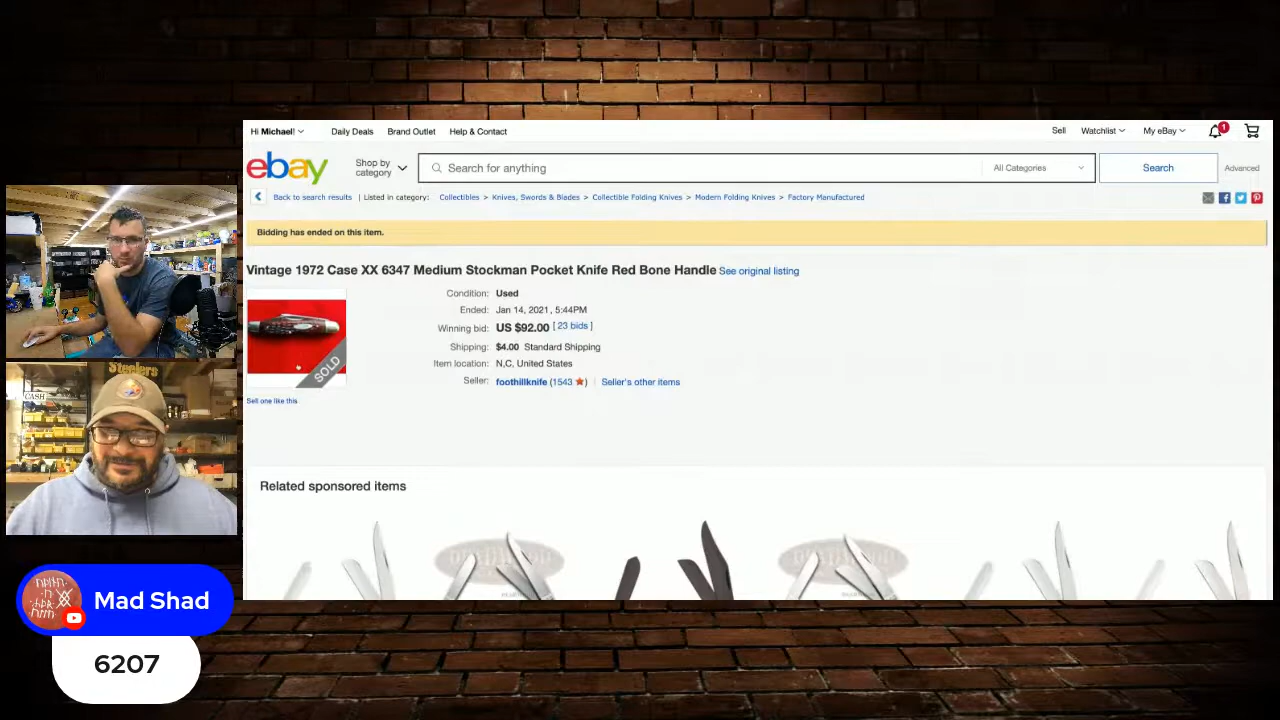 Hi Michael!
Daily Deals
Brand Outlet
Help & Contact
Sell
Watchlist
My eBay
1
ebay
Shop by category
Search for anything
All Categories
Search
Advanced
Back to search results | Listed in category: Collectibles > Knives, Swords & Blades > Collectible Folding Knives > Modern Folding Knives > Factory Manufactured
Bidding has ended on this item.
Vintage 1972 Case XX 6347 Medium Stockman Pocket Knife Red Bone Handle See original listing
Condition: Used
Ended: Jan 14, 2021 , 5:44PM
Winning bid: US $92.00 [ 23 bids ]
Shipping: $4.00 Standard Shipping
Item location: N,C, United States
Seller: foothillknife (1543 ) | Seller's other items
SOLD
Sell one like this
Related sponsored items
Steelers
CASH
Mad Shad
6207